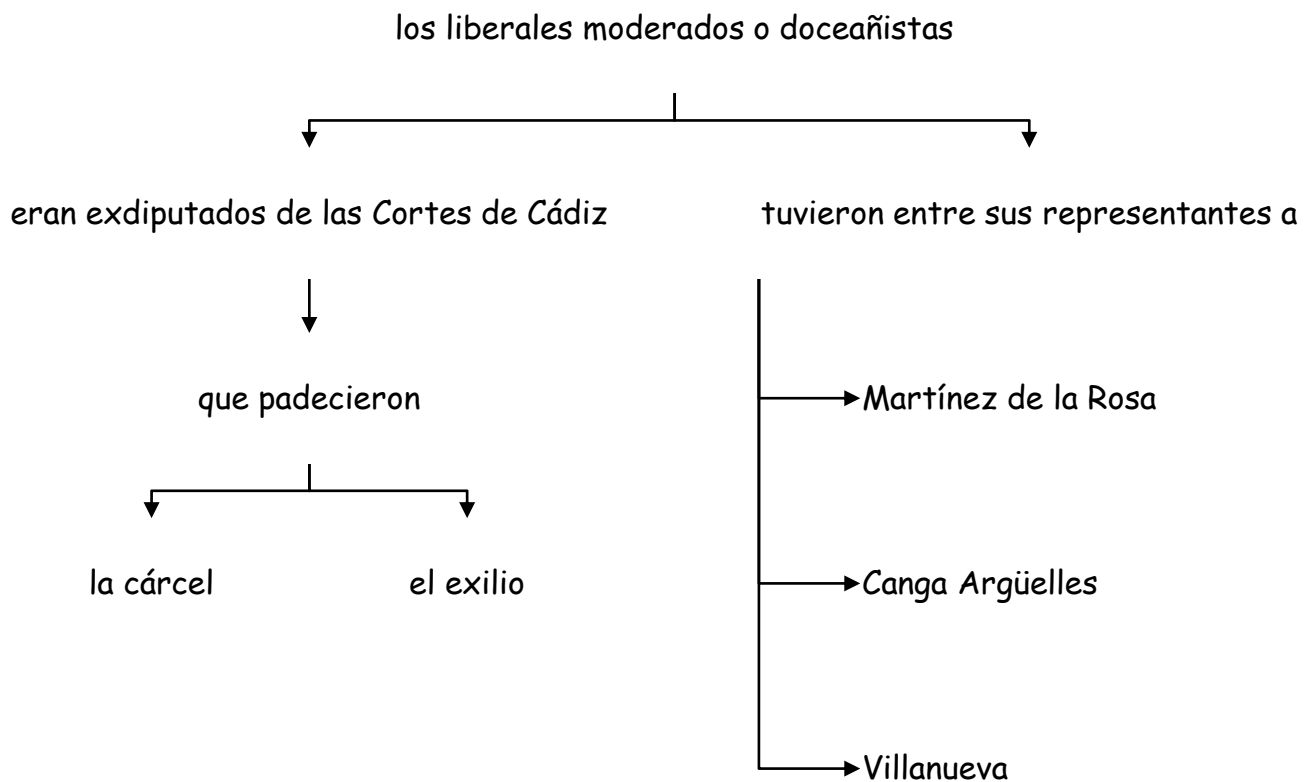 los liberales moderados o doceañistas
eran exdiputados de las Cortes de Cádiz
tuvieron entre sus representantes a
que padecieron
Martínez de la Rosa
la cárcel
el exilio
Canga Argüelles
Villanueva